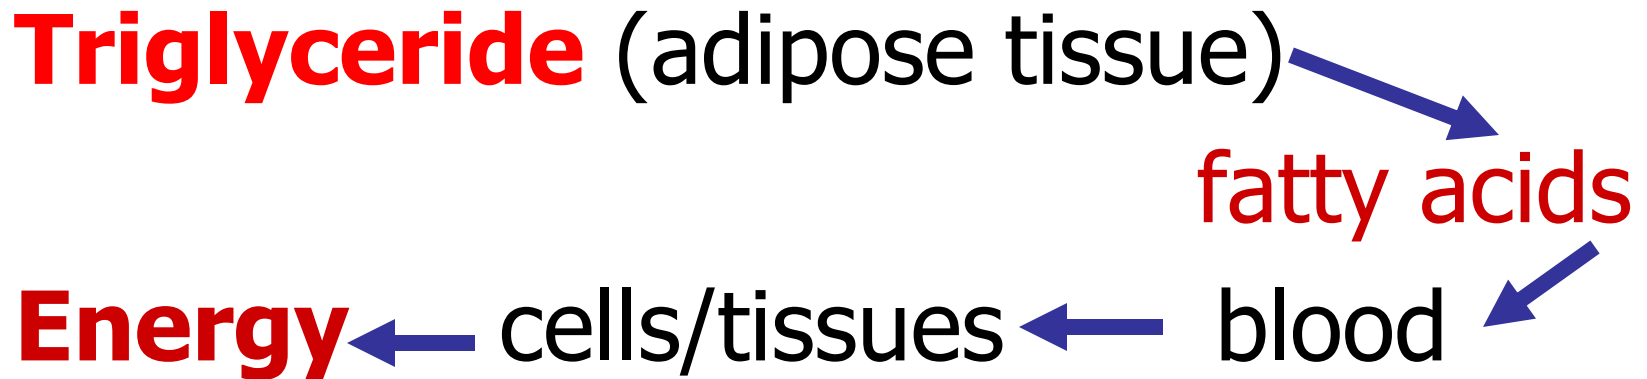 Triglyceride (adipose tissue)
fatty acids
Energy cells/tissues blood